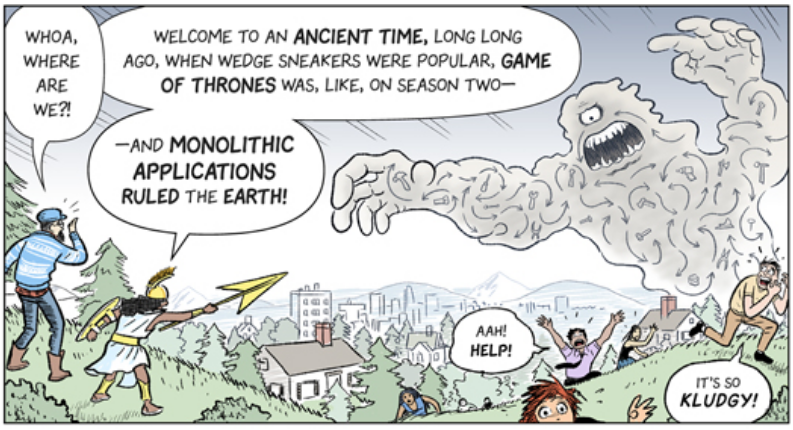 WHOA,
WHERE
ARE
WE?!
WELCOME TO AN ANCIENT TIME, LONG LONG
AGO, WHEN WEDGE SNEAKERS WERE POPULAR, GAME
OF THRONES WAS, LIKE, ON SEASON TWO—
—AND MONOLITHIC
APPLICATIONS
RULED THE EARTH!
AAH!
HELP!
IT'S SO
KLUDGY!